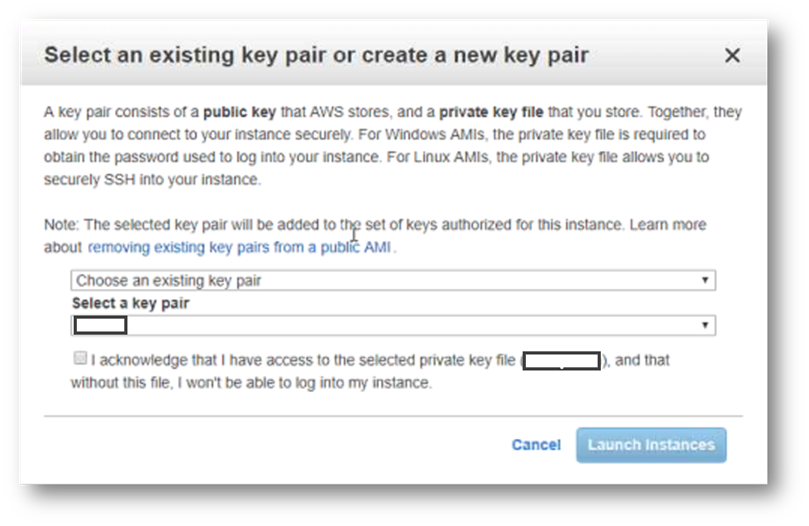 Select an existing key pair or create a new key pair
A key pair consists of a public key that AWS stores, and a private key file that you store. Together, they
allow you to connect to your instance securely. For Windows AMIs, the private key file is required to
obtain the password used to log into your instance. For Linux AMIs, the private key file allows you to
securely SSH into your instance.
Note: The selected key pair will be added to the set of keys authorized for this instance. Learn more
about removing existing key pairs from a public AMI.
Choose an existing key pair
Select a key pair
I acknowledge that I have access to the selected private key file ( ), and that
without this file, I won't be able to log into my instance.
Cancel Launch Instances